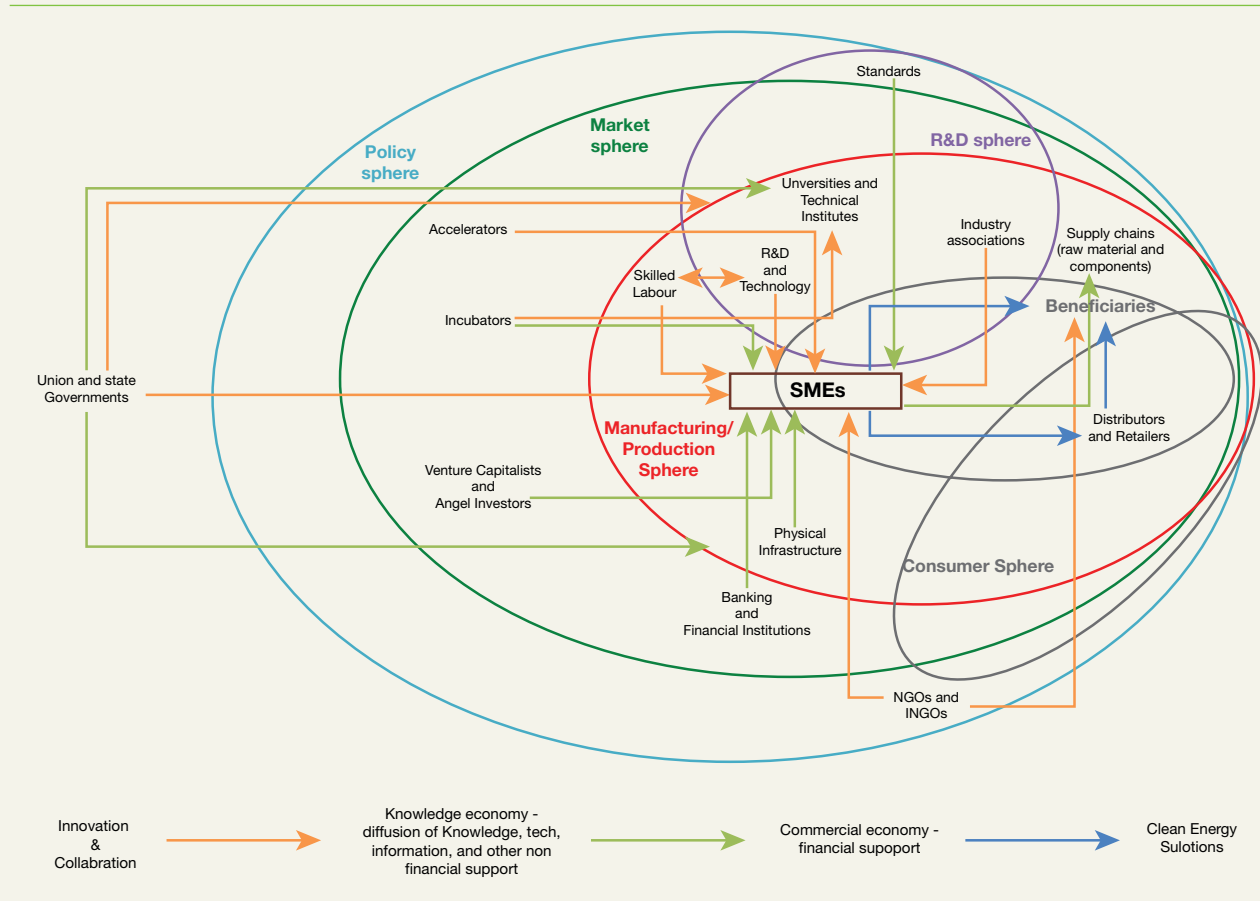 Standards
Market
sphere
R&D sphere
Policy
sphere
Unversities and
Technical
Institutes
Accelerators
Industry
associations
Supply chains
(raw material and
components)
Skilled
Labour
R&D
and
Technology
Beneficiaries
Incubators
Union and state
Governments
SMEs
Manufacturing/
Production
Sphere
Distributors
and Retailers
Venture Capitalists
and
Angel Investors
Physical
Infrastructure
Consumer Sphere
Banking
and
Financial Institutions
NGOs and
INGOs
Innovation
&
Collabration
Knowledge economy -
diffusion of Knowledge, tech,
information, and other non
financial support
Commercial economy -
financial supoport
Clean Energy
Sulotions